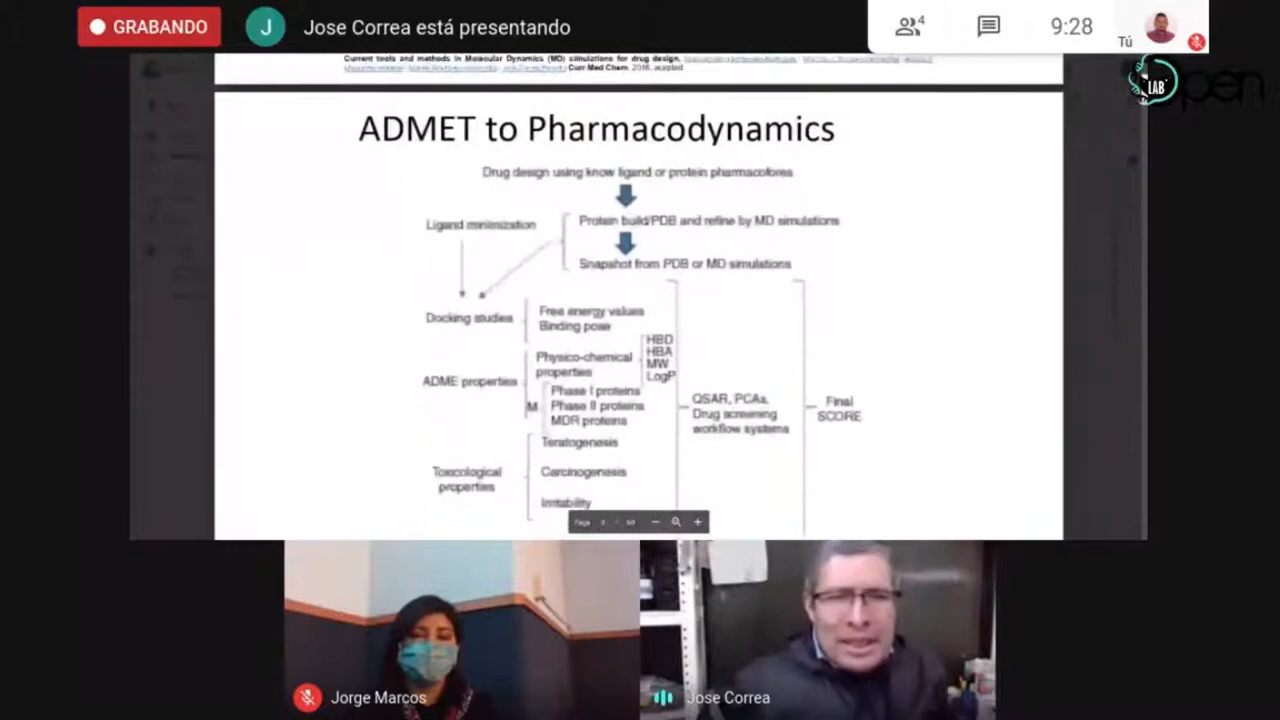 GRABANDO
J
Jose Correa está presentando
4
9:28
Tú
Open
LAB
Current tools and methods in Molecular Dynamics (MD) simulations for drug design.
Curr Med Chem.
ADMET to Pharmacodynamics
Drug design using know ligand or protein pharmacofores
Ligand minimization
Protein build/PDB and refine by MD simulations
Snapshot from PDB or MD simulations
Docking studies
Free energy values
Binding pose
ADME properties
Physico-chemical
properties
HBD
HBA
MW
LogP
M
Phase I proteins
Phase II proteins
MDR proteins
QSAR, PCAs,
Drug screening
workflow systems
Final
SCORE
Toxicological
properties
Teratogenesis
Carcinogenesis
Irritability
Page
Jorge Marcos
Jose Correa